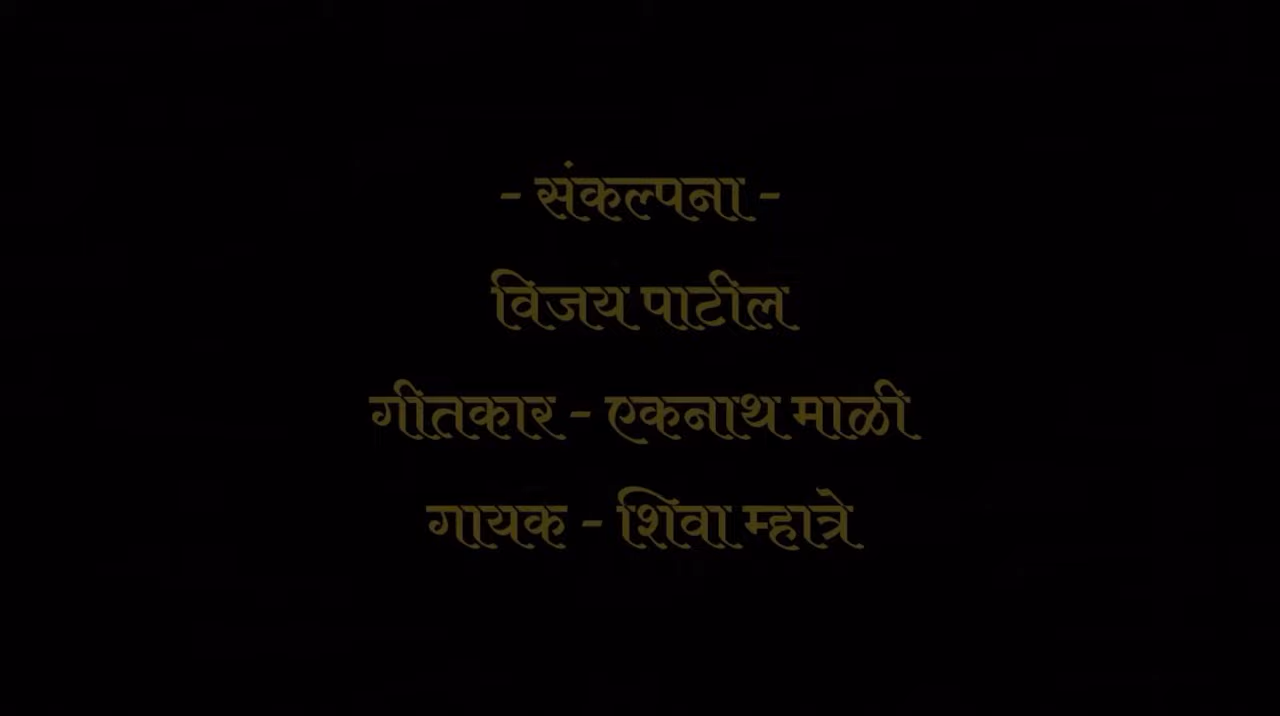 - संकल्पना -
विजय पाटील
गीतकार - एकनाथ माळी
गायक - शिवा म्हात्रे